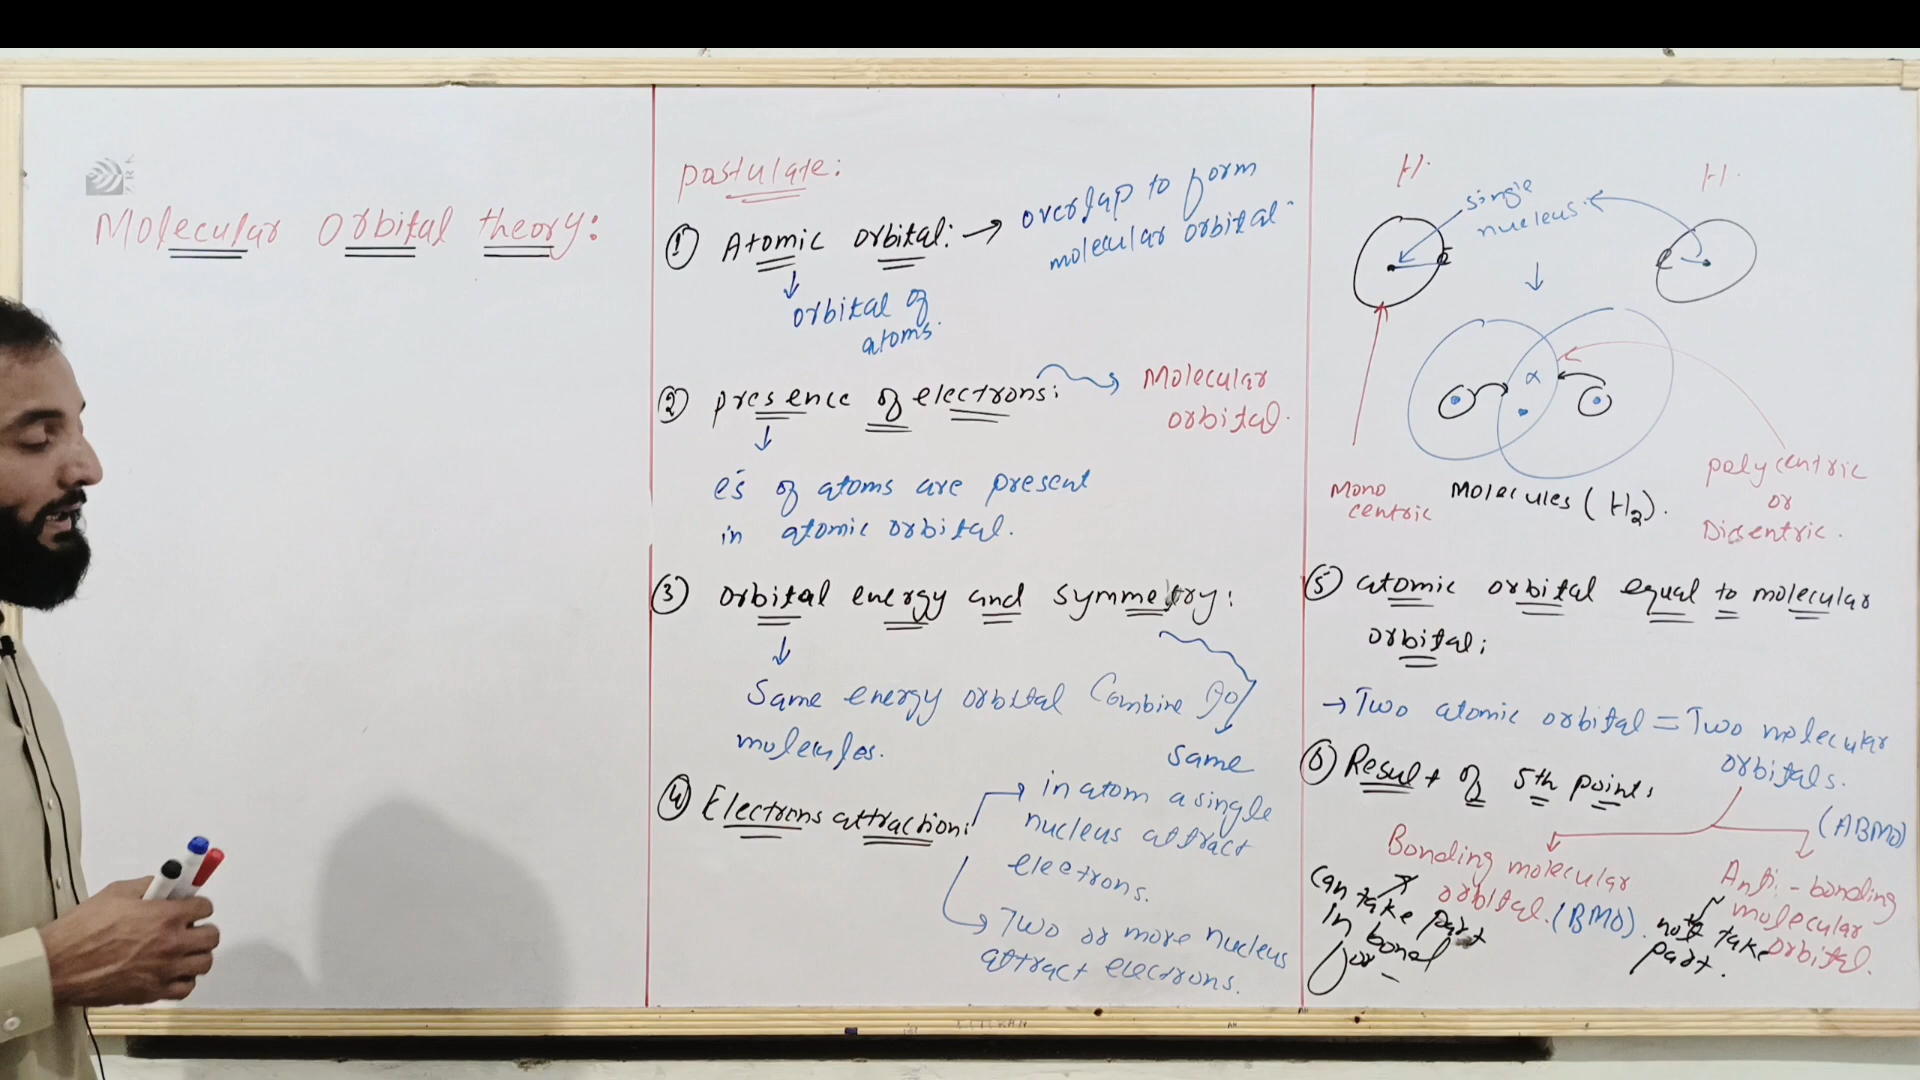 Molecular orbital theory:
postulate:
① Atomic orbital: → overlap to form
molecular orbital
orbital of
atoms.
② presence of electrons:
Molecular
orbital.
es of atoms are present
in atomic orbital.
③ orbital energy and symmetry:
Same energy orbital Combine
molecules.
same
④ Electrons attraction:
in atom a single
nucleus attract
electrons.
Two or more nucleus
attract electrons.
H.
H.
single
nucleus.
e
Mono
centric
Molecules (H2).
polycentric
or
⑤ atomic orbital equal to molecular
orbital:
→ Two atomic orbital = Two molecular
orbitals.
⑥ Result of 5th point:
(ABMO)
Bonding molecular
orbital. (BMO).
Can take part
in bond
Anti-bonding
molecular
orbital.
not take
part.